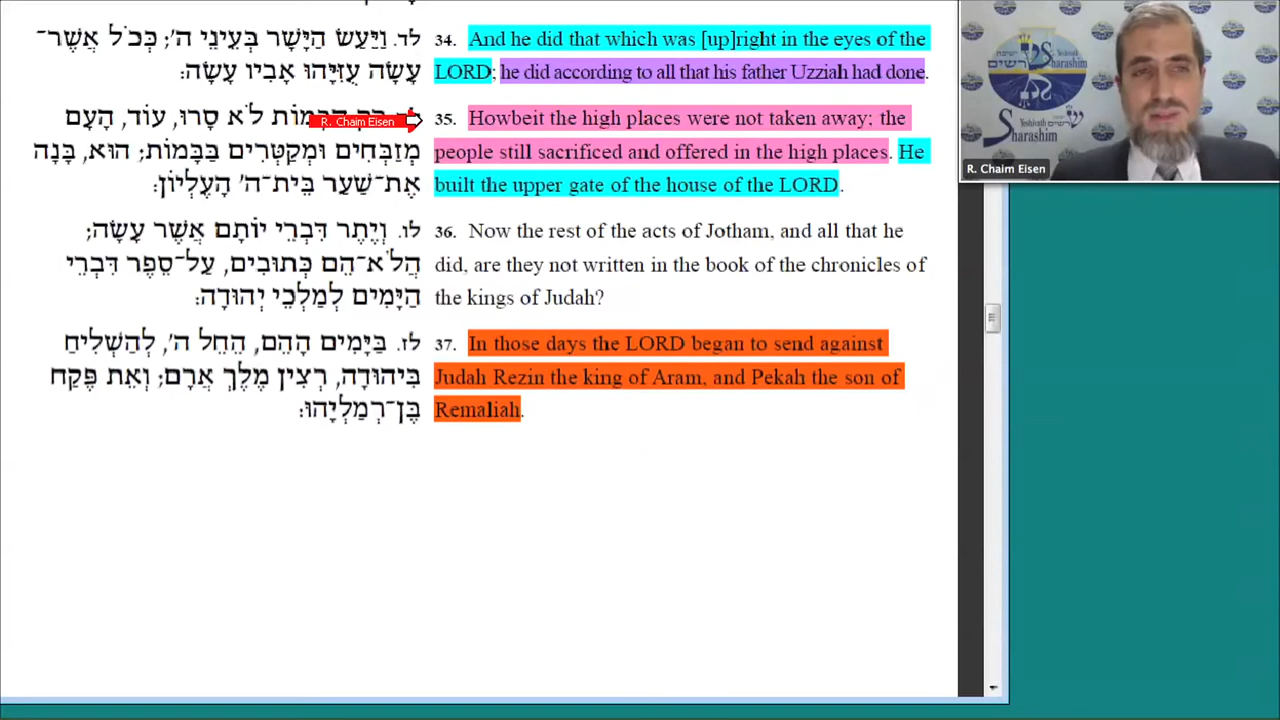 לד. וַיַּעַשׂ הַיָּשָׁר בְּעֵינֵי ה'; כְּכֹל אֲשֶׁר־
עָשָׂה עֻזִּיָּהוּ אָבִיו עָשָׂה:
לֹא סָרוּ, עוֹד, הָעָם
מְזַבְּחִים וּמְקַטְּרִים בַּבָּמוֹת; הוּא, בָּנָה
אֶת־שַׁעַר בֵּית־ה' הָעֶלְיוֹן:
לו. וְיֶתֶר דִּבְרֵי יוֹתָם אֲשֶׁר עָשָׂה;
הֲלֹא־הֵם כְּתוּבִים, עַל־סֵפֶר דִּבְרֵי
הַיָּמִים לְמַלְכֵי יְהוּדָה:
לז. בַּיָּמִים הָהֵם, הֵחֵל ה', לְהַשְׁלִיחַ
בִּיהוּדָה, רְצִין מֶלֶךְ אֲרָם; וְאֵת פֶּקַח
בֶּן־רְמַלְיָהוּ:
34. And he did that which was [up]right in the eyes of the
LORD; he did according to all that his father Uzziah had done.
35. Howbeit the high places were not taken away; the
people still sacrificed and offered in the high places. He
built the upper gate of the house of the LORD.
36. Now the rest of the acts of Jotham, and all that he
did, are they not written in the book of the chronicles of
the kings of Judah?
37. In those days the LORD began to send against
Judah Rezin the king of Aram, and Pekah the son of
Remaliah.
R. Chaim Eisen
Yeshivath
Sharashim
ישיבת
שרשים
R. Chaim Eisen